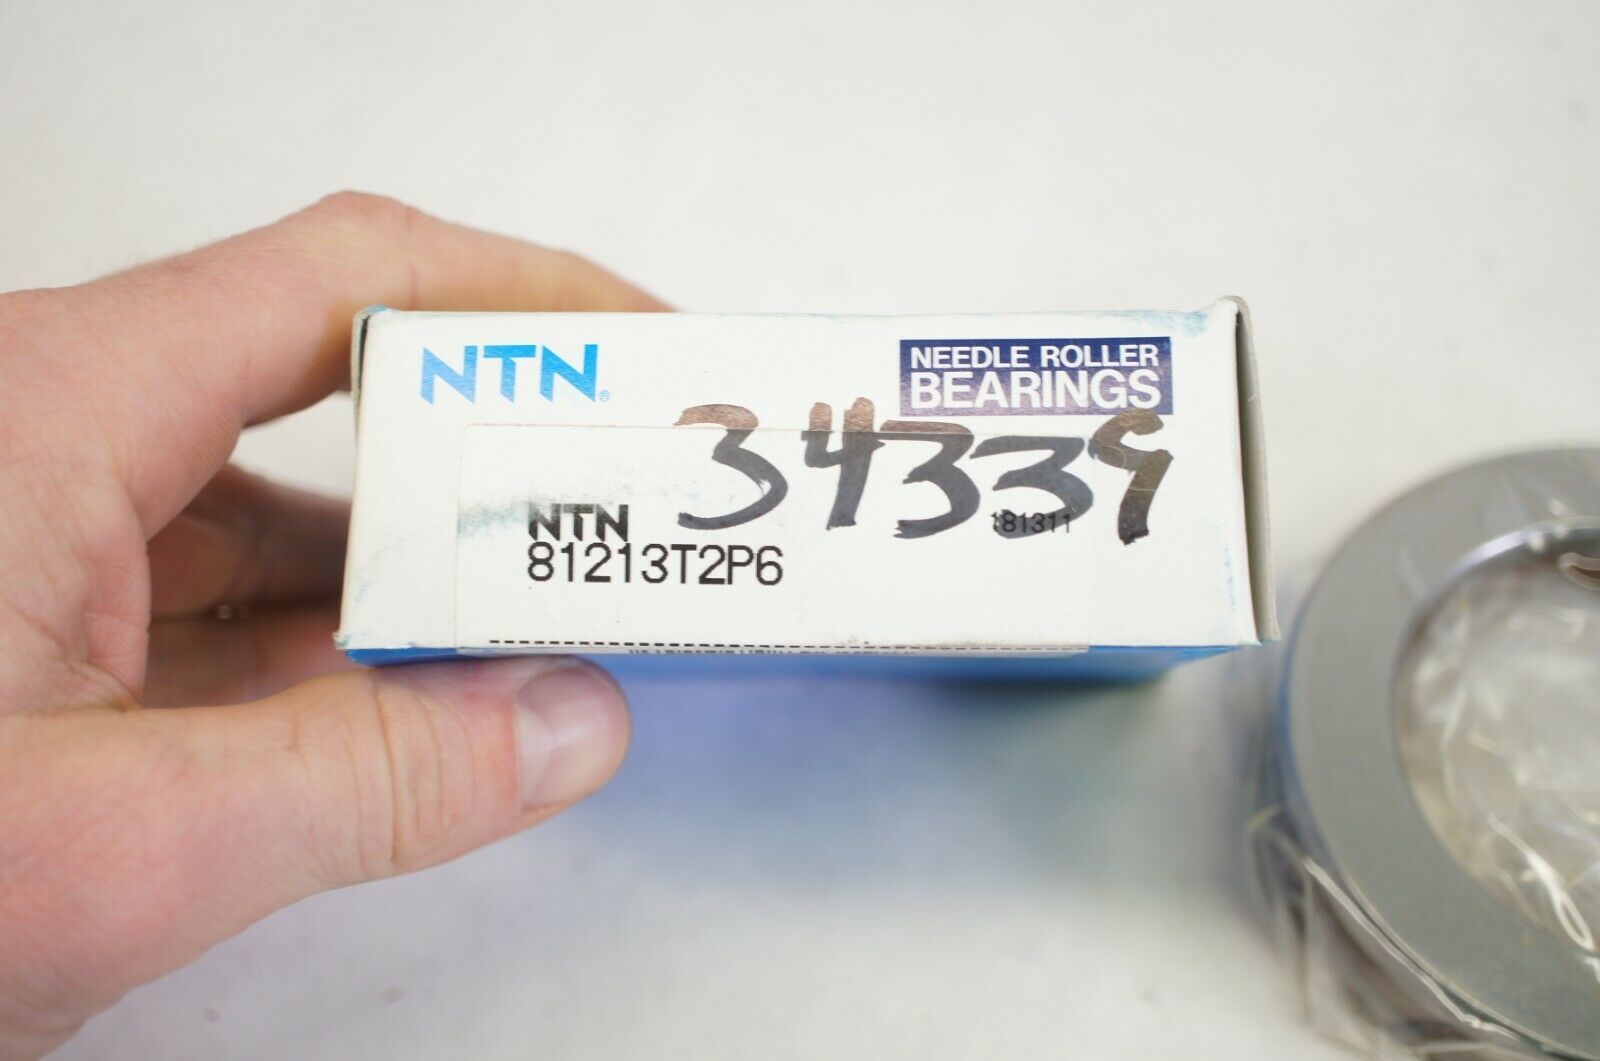 NTN®
NEEDLE ROLLER
BEARINGS
34339
NTN
181311
81213T2P6